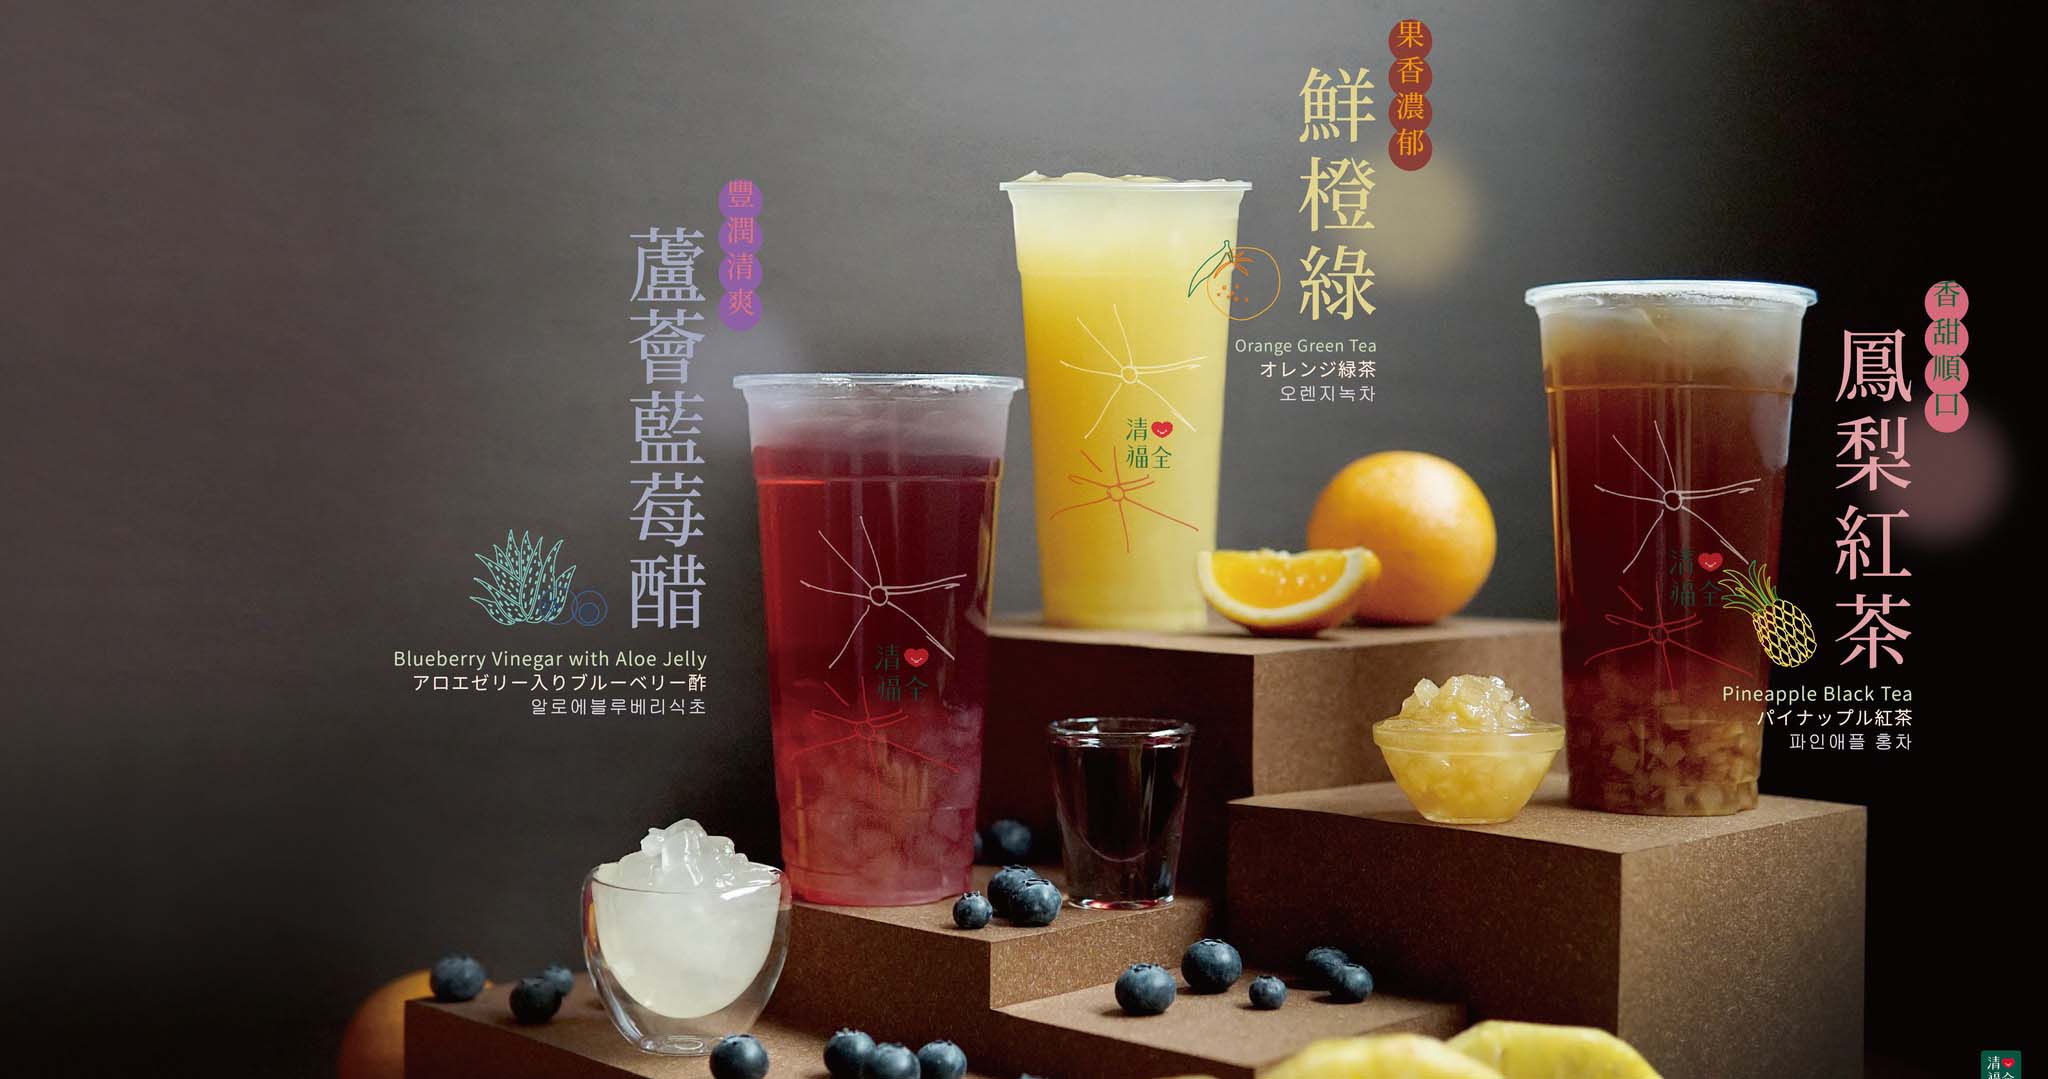 豐潤清爽
蘆薈藍莓醋
Blueberry Vinegar with Aloe Jelly
アロエゼリー入りブルーベリー酢
알로에블루베리식초
果香濃郁
鮮橙綠
Orange Green Tea
オレンジ緑茶
오렌지녹차
香甜順口
鳳梨紅茶
Pineapple Black Tea
パイナップル紅茶
파인애플 홍차
清
福全
清
福全
清
福全
清